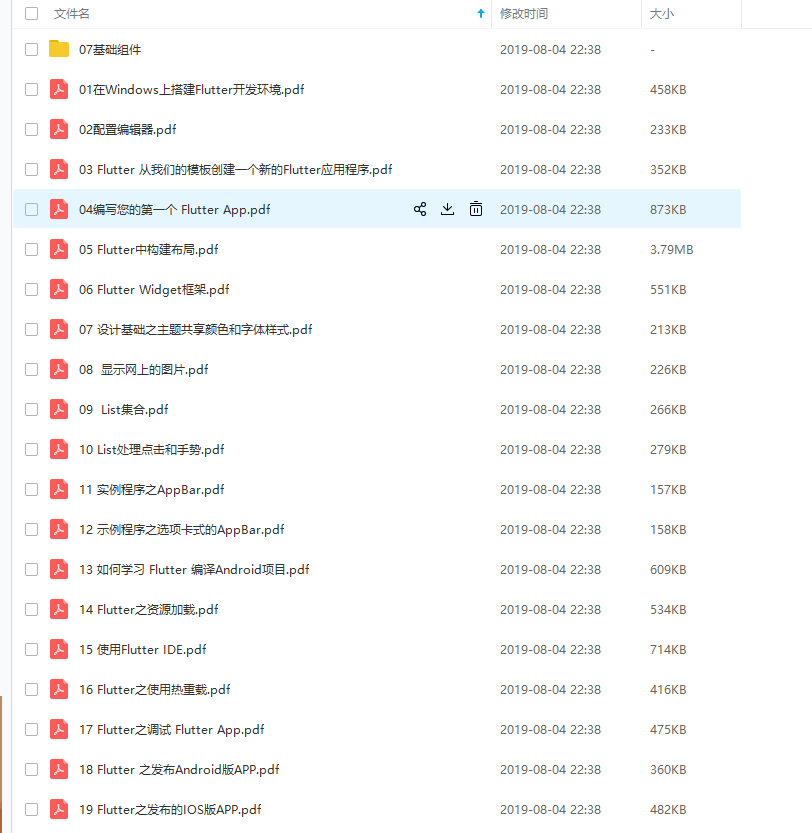 文件名 修改时间 大小
07基础组件 2019-08-04 22:38 -
01在Windows上搭建Flutter开发环境.pdf 2019-08-04 22:38 458KB
02配置编辑器.pdf 2019-08-04 22:38 233KB
03 Flutter 从我们的模板创建一个新的Flutter应用程序.pdf 2019-08-04 22:38 352KB
04编写您的第一个 Flutter App.pdf 2019-08-04 22:38 873KB
05 Flutter中构建布局.pdf 2019-08-04 22:38 3.79MB
06 Flutter Widget框架.pdf 2019-08-04 22:38 551KB
07 设计基础之主题共享颜色和字体样式.pdf 2019-08-04 22:38 213KB
08  显示网上的图片.pdf 2019-08-04 22:38 226KB
09  List集合.pdf 2019-08-04 22:38 266KB
10 List处理点击和手势.pdf 2019-08-04 22:38 279KB
11 实例程序之AppBar.pdf 2019-08-04 22:38 157KB
12 示例程序之选项卡式的AppBar.pdf 2019-08-04 22:38 158KB
13 如何学习 Flutter 编译Android项目.pdf 2019-08-04 22:38 609KB
14 Flutter之资源加载.pdf 2019-08-04 22:38 534KB
15 使用Flutter IDE.pdf 2019-08-04 22:38 714KB
16 Flutter之使用热重载.pdf 2019-08-04 22:38 416KB
17 Flutter之调试 Flutter App.pdf 2019-08-04 22:38 475KB
18 Flutter 之发布Android版APP.pdf 2019-08-04 22:38 360KB
19 Flutter之发布的IOS版APP.pdf 2019-08-04 22:38 482KB